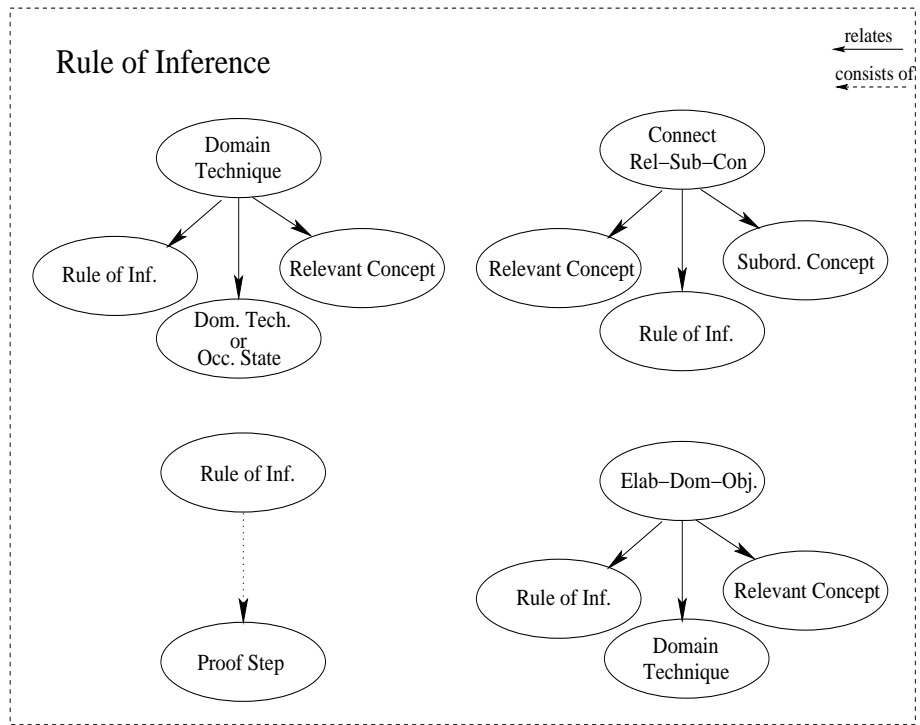 relates
Rule of Inference
consists of
Domain
Technique
Rule of Inf.
Relevant Concept
Dom. Tech.
or
Occ. State
Connect
Rel−Sub−Con
Relevant Concept
Subord. Concept
Rule of Inf.
Rule of Inf.
Proof Step
Elab−Dom−Obj.
Rule of Inf.
Relevant Concept
Domain
Technique